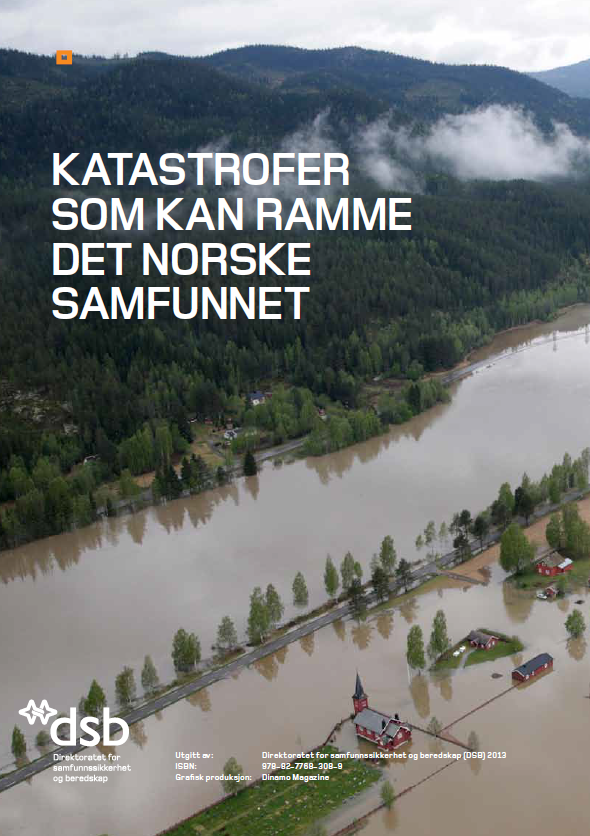 KATASTROFER
SOM KAN RAMME
DET NORSKE
SAMFUNNET
dsb
Direktoratet for
samfunnssikkerhet
og beredskap
Utgitt av: Direktoratet for samfunnssikkerhet og beredskap (DSB) 2013
ISBN: 978-82-7768-308-9
Grafisk produksjon: Dinamo Magazine